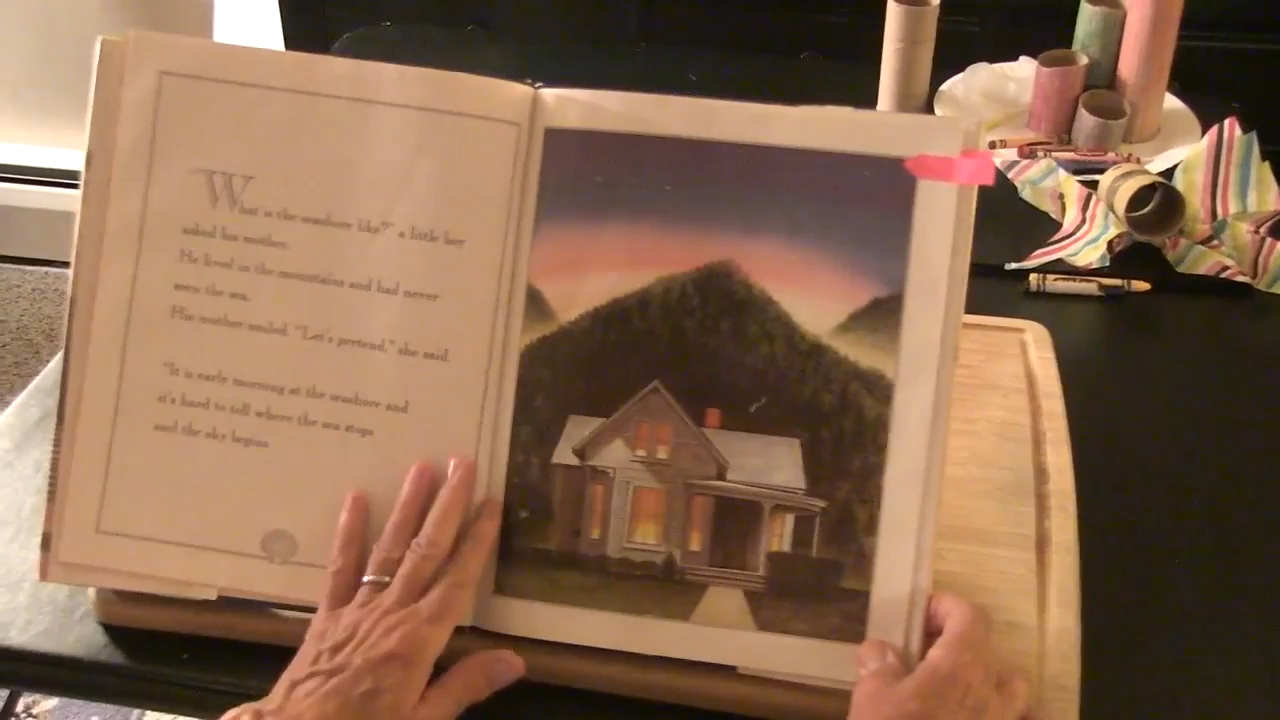 What is the seashore like?" a little boy
asked his mother.
He lived in the mountains and had never
seen the sea.
His mother smiled. "Let's pretend," she said.
"It is early morning at the seashore and
it's hard to tell where the sea stops
and the sky begins.